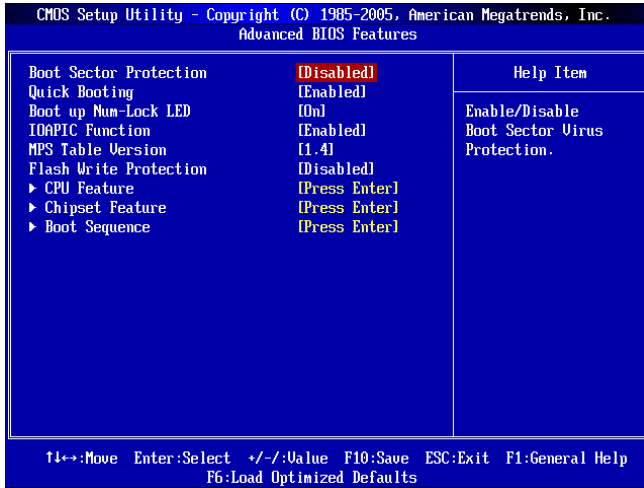 CMOS Setup Utility - Copyright (C) 1985-2005, American Megatrends, Inc.
Advanced BIOS Features
Boot Sector Protection [Disabled]
Quick Booting [Enabled]
Boot up Num-Lock LED [On]
IOAPIC Function [Enabled]
MPS Table Version [1.4]
Flash Write Protection [Disabled]
► CPU Feature [Press Enter]
► Chipset Feature [Press Enter]
► Boot Sequence [Press Enter]
Help Item
Enable/Disable
Boot Sector Virus
Protection.
↑↓←→:Move Enter:Select +/-/:Value F10:Save ESC:Exit F1:General Help
F6:Load Optimized Defaults